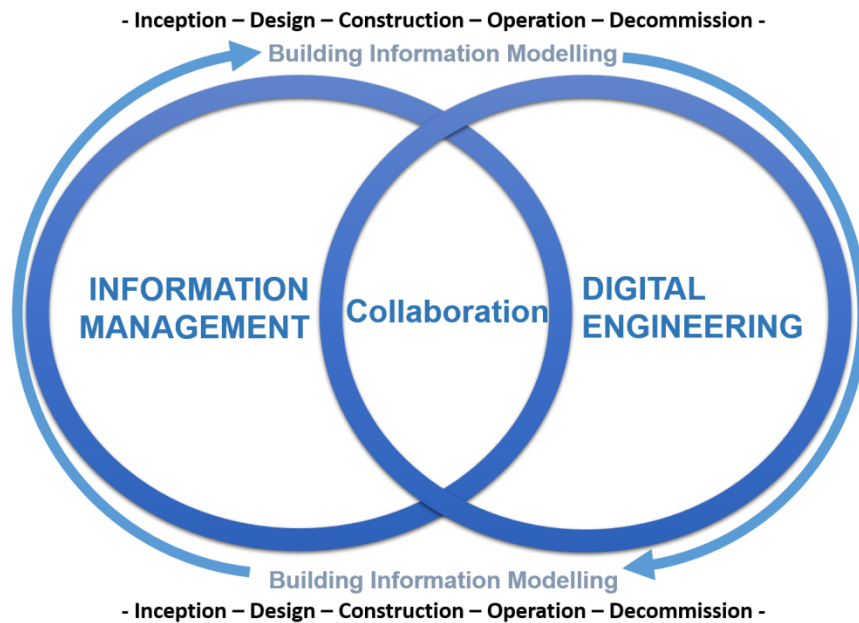 - Inception – Design – Construction – Operation – Decommission -
Building Information Modelling
INFORMATION
MANAGEMENT
Collaboration
DIGITAL
ENGINEERING
Building Information Modelling
- Inception – Design – Construction – Operation – Decommission -